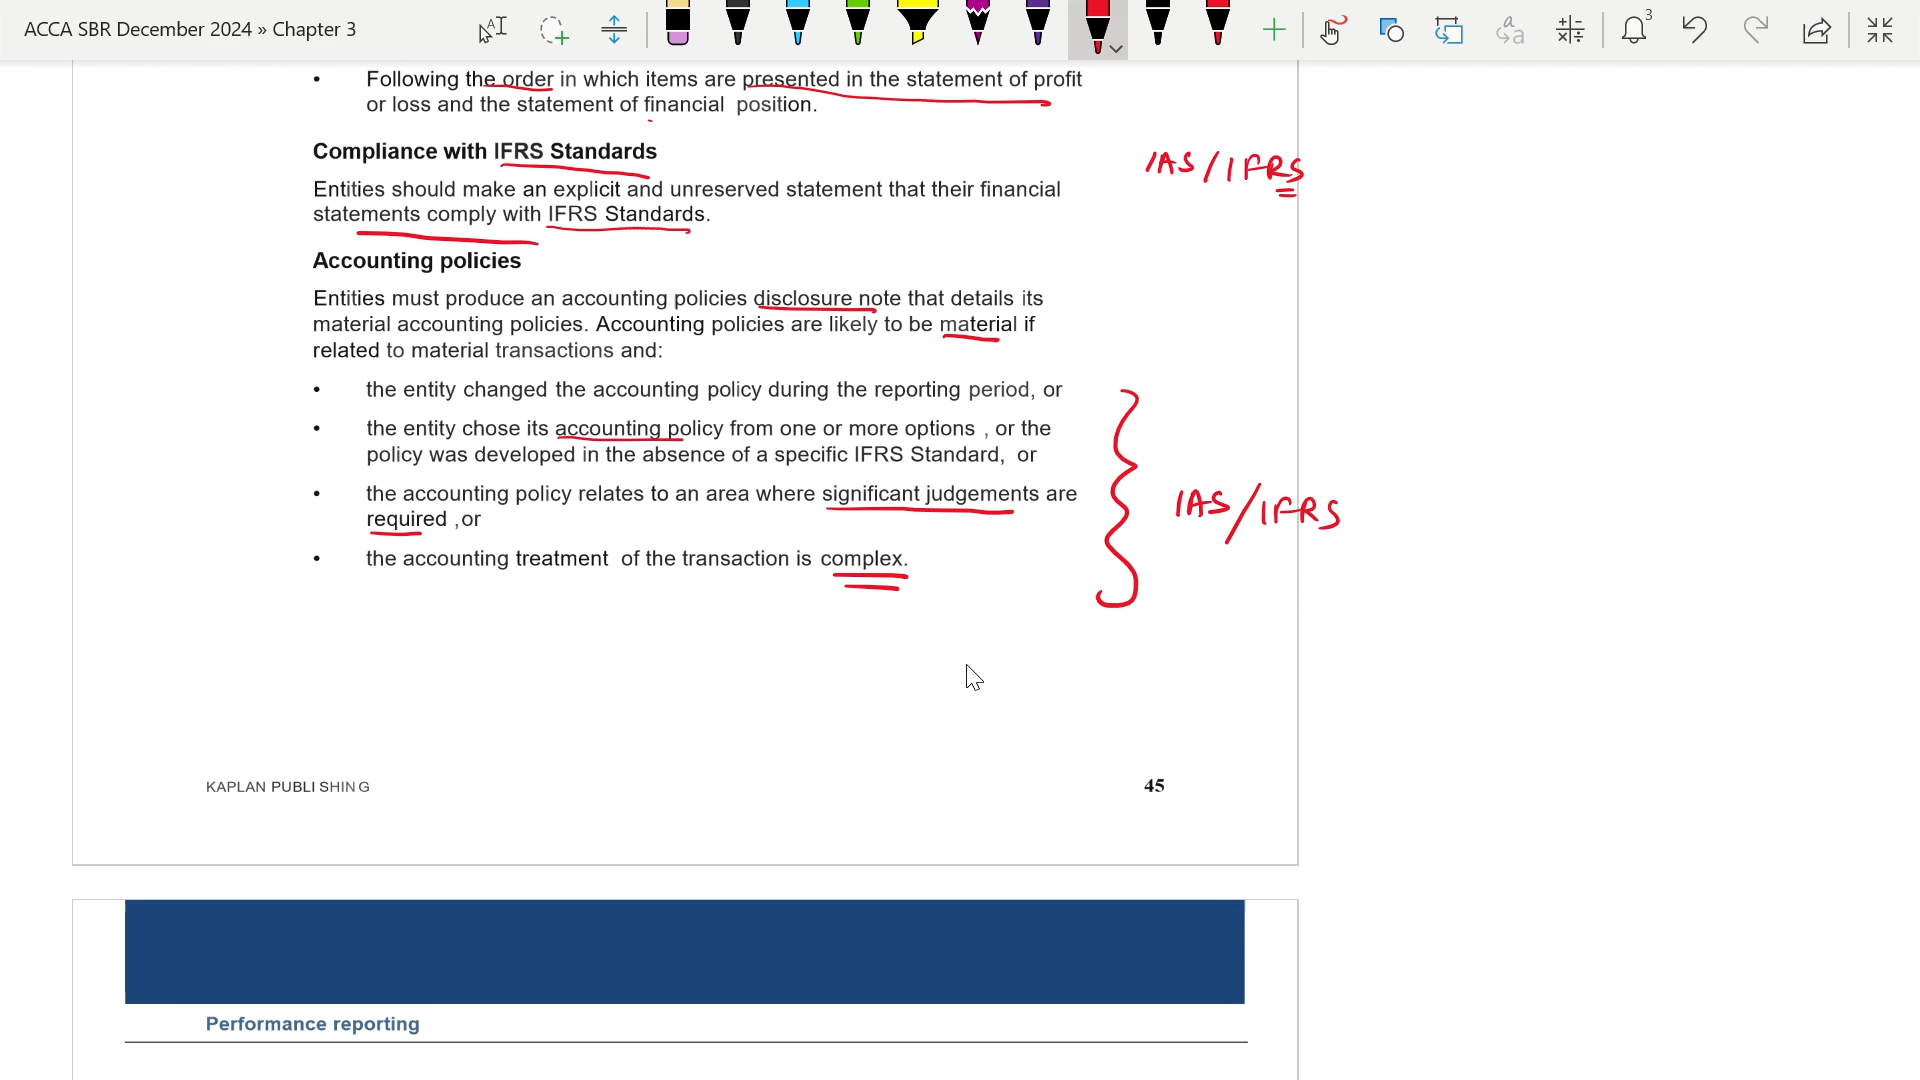 ACCA SBR December 2024 » Chapter 3
3
• Following the order in which items are presented in the statement of profit
or loss and the statement of financial position.
Compliance with IFRS Standards
IAS/IFRS
Entities should make an explicit and unreserved statement that their financial
statements comply with IFRS Standards.
Accounting policies
Entities must produce an accounting policies disclosure note that details its
material accounting policies. Accounting policies are likely to be material if
related to material transactions and:
• the entity changed the accounting policy during the reporting period, or
• the entity chose its accounting policy from one or more options , or the
policy was developed in the absence of a specific IFRS Standard, or
• the accounting policy relates to an area where significant judgements are
required ,or
IAS/IFRS
• the accounting treatment of the transaction is complex.
KAPLAN PUBLISHING
45
Performance reporting